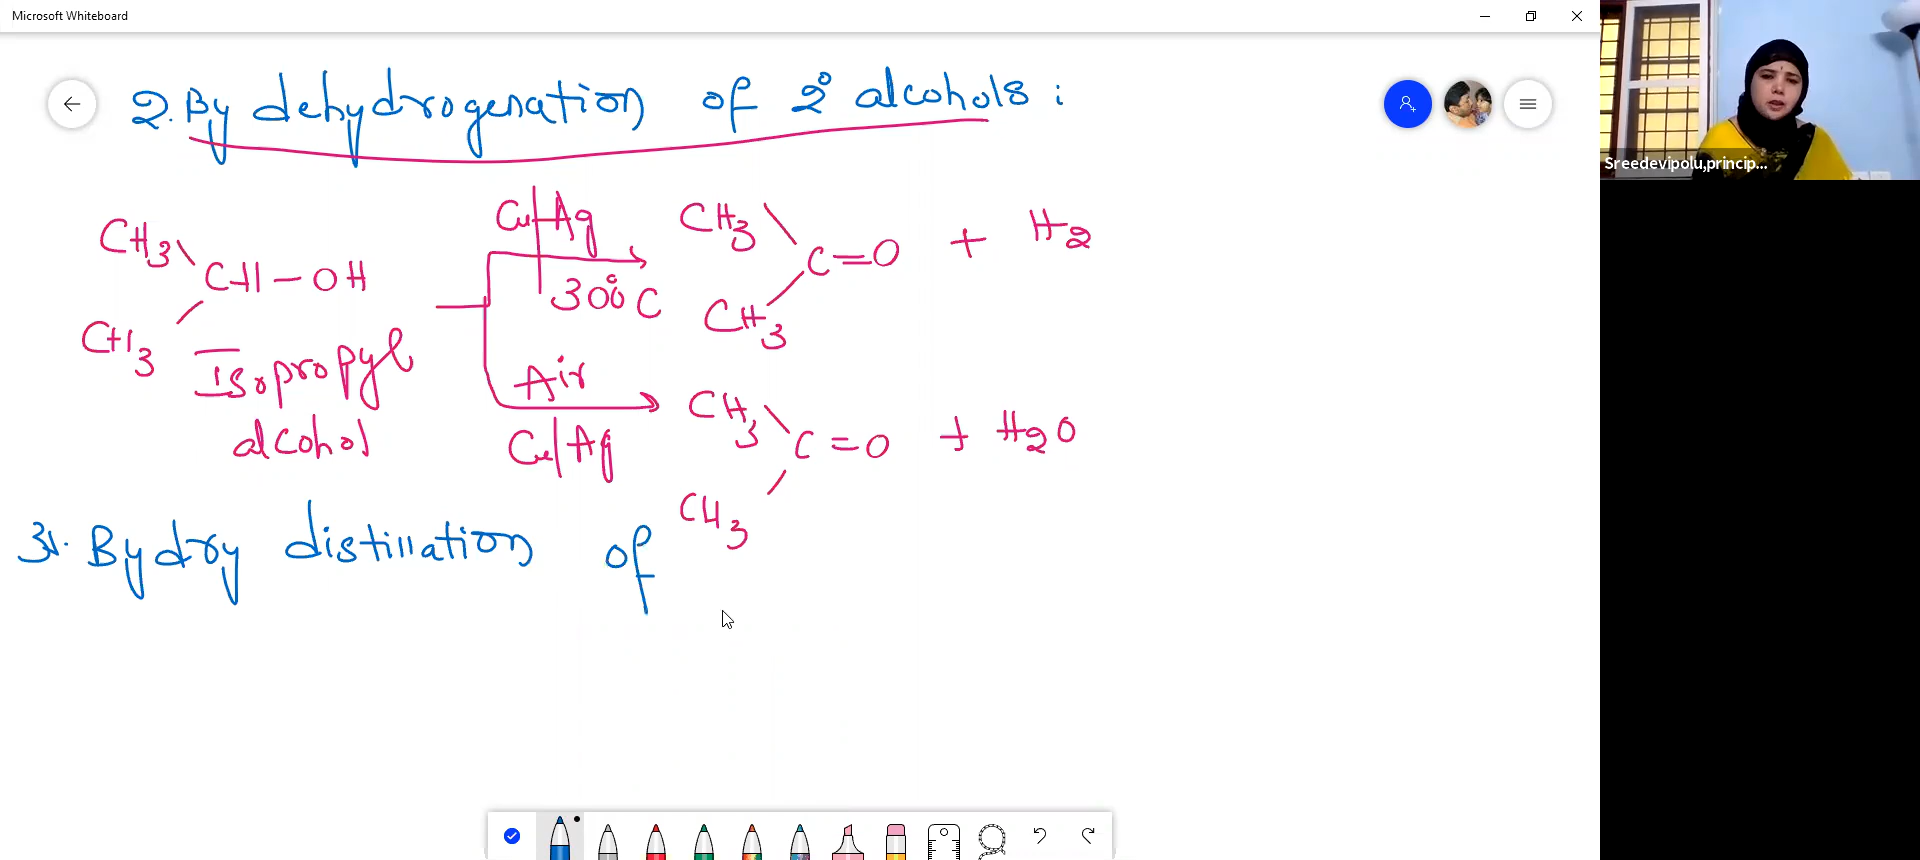 Microsoft Whiteboard
2. By dehydrogenation of 2° alcohols :
Sreedevipolu,princip...
CH3 \ CH - OH / CH3
Isopropyl alcohol
Cu/Ag
300°C
CH3 \ C=O / CH3 + H2
Air
Cu/Ag
CH3 \ C=O / CH3 + H2O
3. By dry distillation of